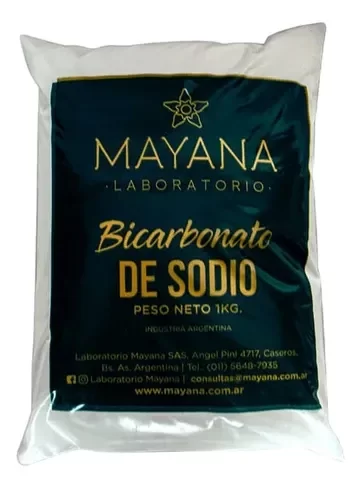 MAYANA
· LABORATORIO ·
Bicarbonato
DE SODIO
PESO NETO 1KG.
INDUSTRIA ARGENTINA
Laboratorio Mayana SAS, Angel Pini 4717, Caseros.
Bs. As. Argentina | Tel. (011) 5648-7935
Laboratorio Mayana | consultas@mayana.com.ar
www.mayana.com.ar